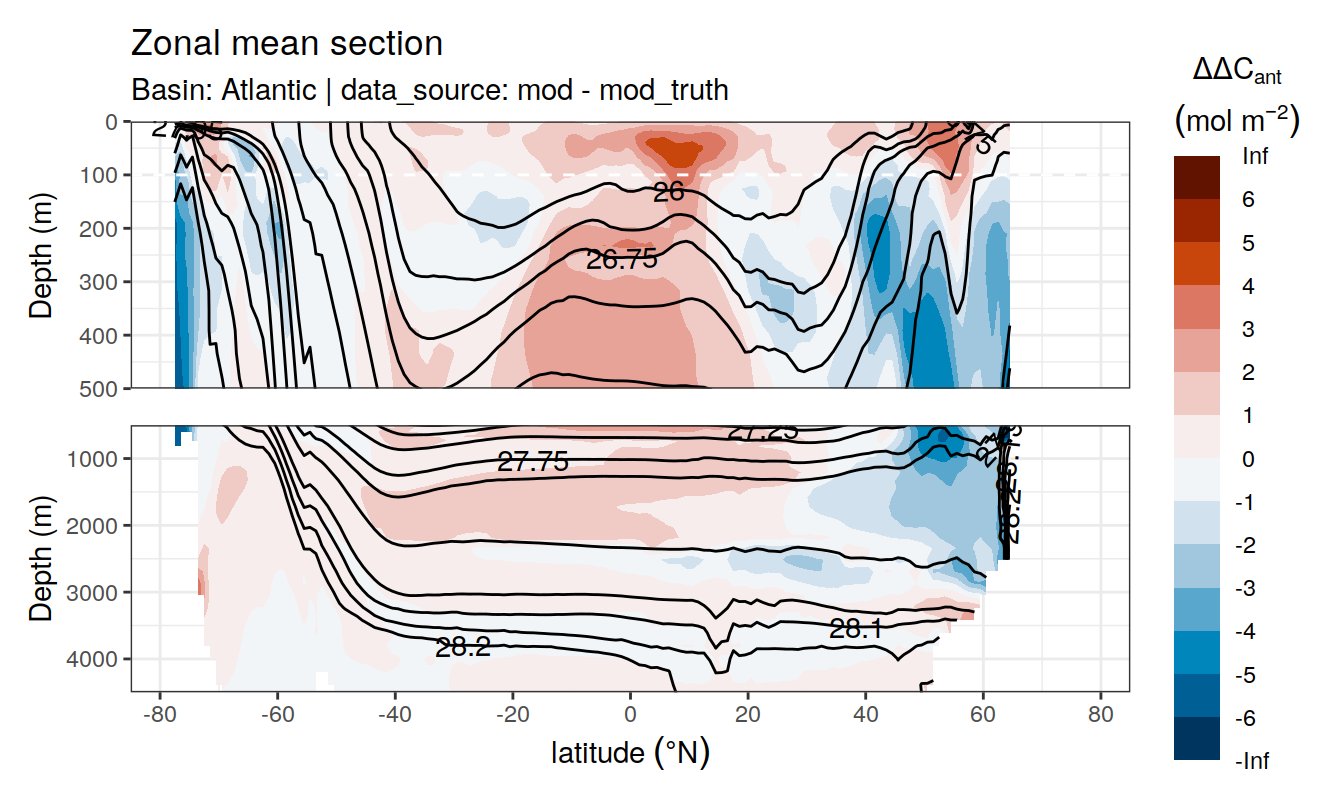 Zonal mean section
Basin: Atlantic | data_source: mod - mod_truth
ΔΔCant
(mol m−2)
Inf
6
5
4
3
2
1
0
-1
-2
-3
-4
-5
-6
-Inf
Depth (m)
0
100
200
300
400
500
26
26.75
Depth (m)
1000
2000
3000
4000
27.25
27.75
28.1
28.2
-80 -60 -40 -20 0 20 40 60 80
latitude (°N)